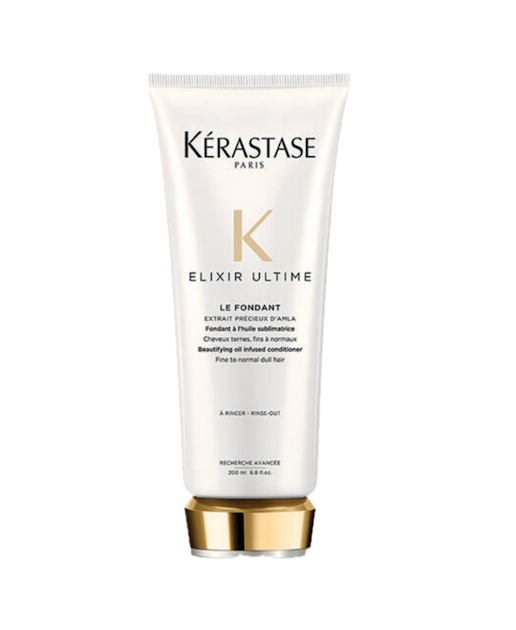 KÉRASTASE
PARIS
K
ELIXIR ULTIME
LE FONDANT
EXTRAIT PRÉCIEUX D'AMLA
Fondant à l'huile sublimatrice
Cheveux ternes, fins à normaux
Beautifying oil infused conditioner
Fine to normal dull hair
À RINCER - RINSE-OUT
RECHERCHE AVANCÉE
200 ml 6.8 fl.oz.